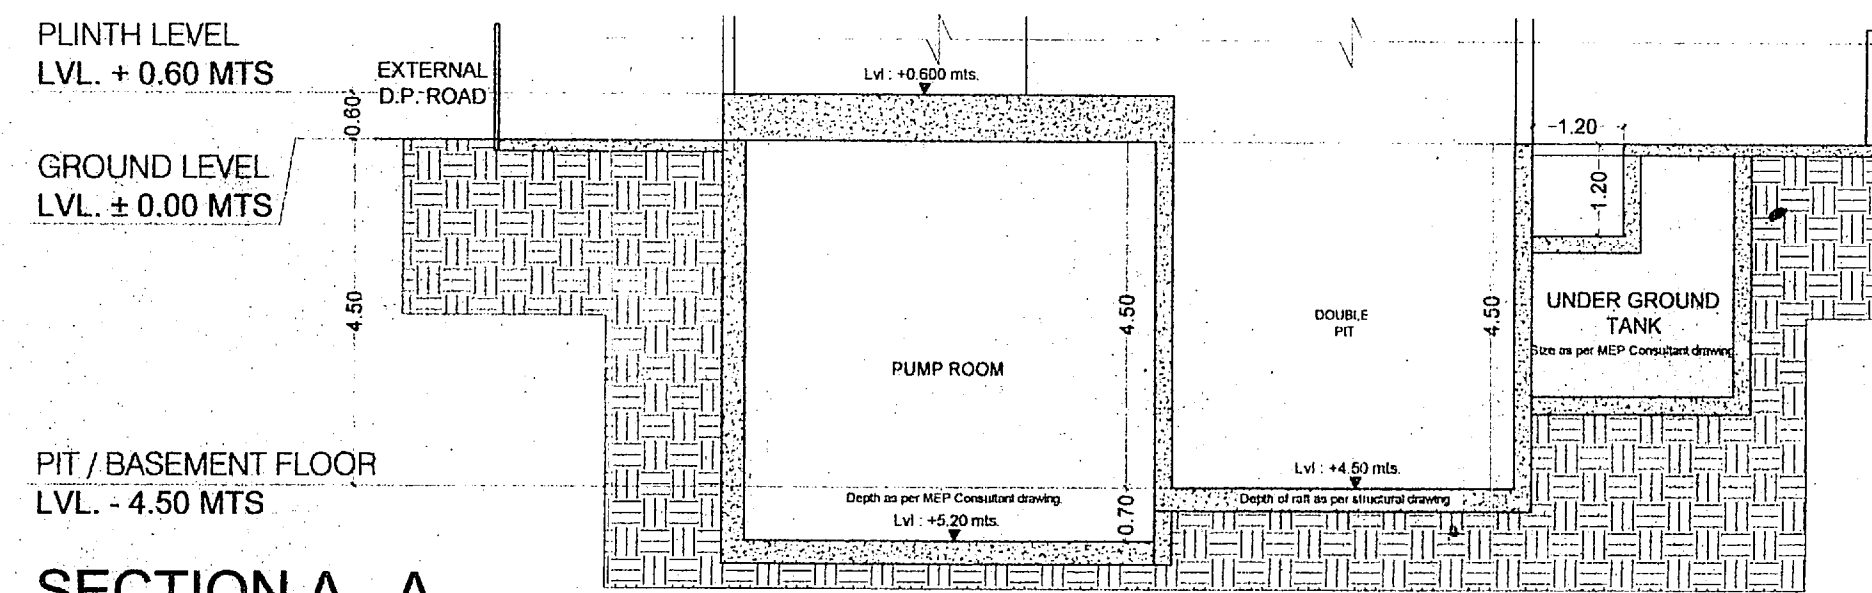 PLINTH LEVEL
LVL. + 0.60 MTS
EXTERNAL
D.P. ROAD
0.60
Lvl : +0.600 mts.
1.20
1.20
GROUND LEVEL
LVL. ± 0.00 MTS
4.50
4.50
4.50
DOUBLE
PIT
UNDER GROUND
TANK
Size as per MEP Consultant drawing
PUMP ROOM
PIT / BASEMENT FLOOR
LVL. - 4.50 MTS
Depth as per MEP Consultant drawing.
Lvl : +5.20 mts.
0.70
Lvl : +4.50 mts.
Depth of raft as per structural drawing
SECTION A A